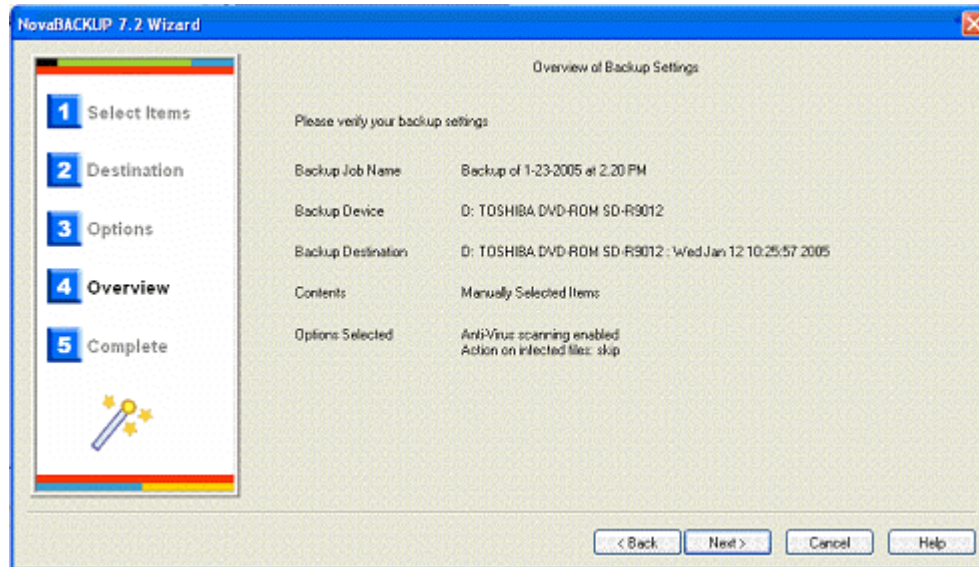 NovaBACKUP 7.2 Wizard
Overview of Backup Settings
1 Select Items
2 Destination
3 Options
4 Overview
5 Complete
Please verify your backup settings
Backup Job Name Backup of 1-23-2005 at 2.20 PM
Backup Device D: TOSHIBA DVD-ROM SD-R9012
Backup Destination D: TOSHIBA DVD-ROM SD-R9012 : Wed Jan 12 10:25:57 2005
Contents Manually Selected Items
Options Selected Anti-Virus scanning enabled
Action on infected files: skip
< Back Next > Cancel Help